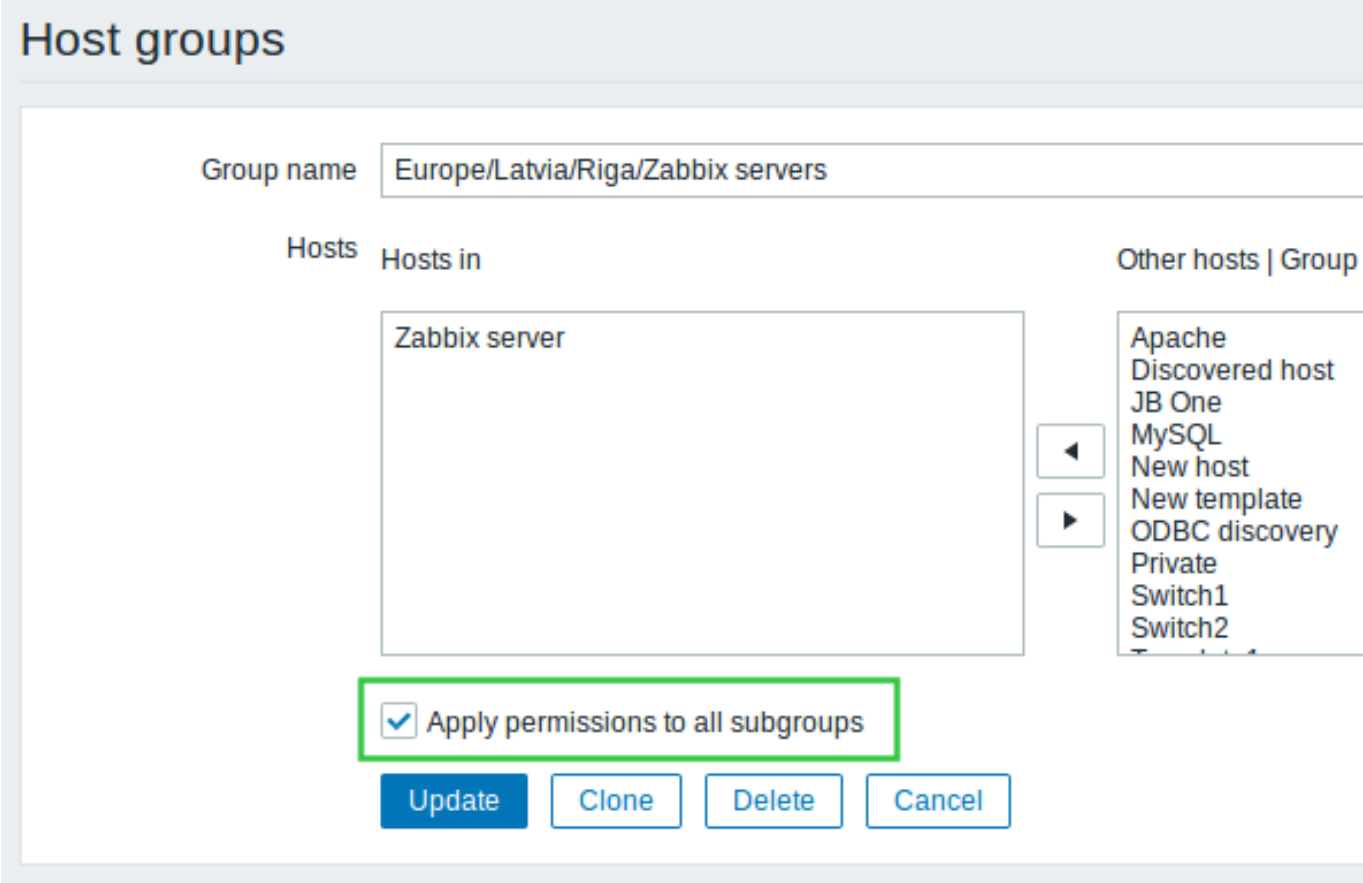 Host groups
Group name
Europe/Latvia/Riga/Zabbix servers
Hosts
Hosts in
Other hosts | Group
Zabbix server
Apache
Discovered host
JB One
MySQL
New host
New template
ODBC discovery
Private
Switch1
Switch2
Apply permissions to all subgroups
Update
Clone
Delete
Cancel